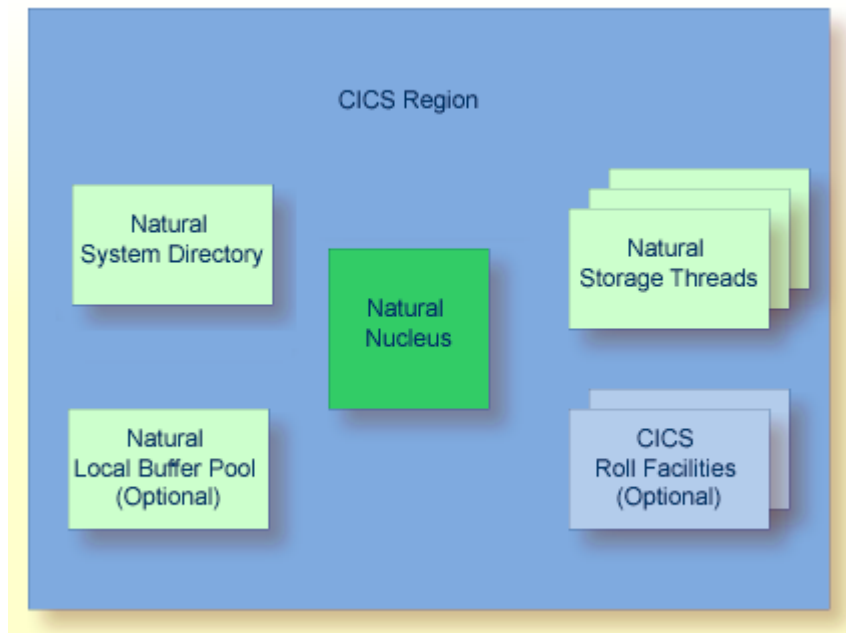 CICS Region
Natural
System Directory
Natural
Nucleus
Natural
Storage Threads
Natural
Local Buffer Pool
(Optional)
CICS
Roll Facilities
(Optional)